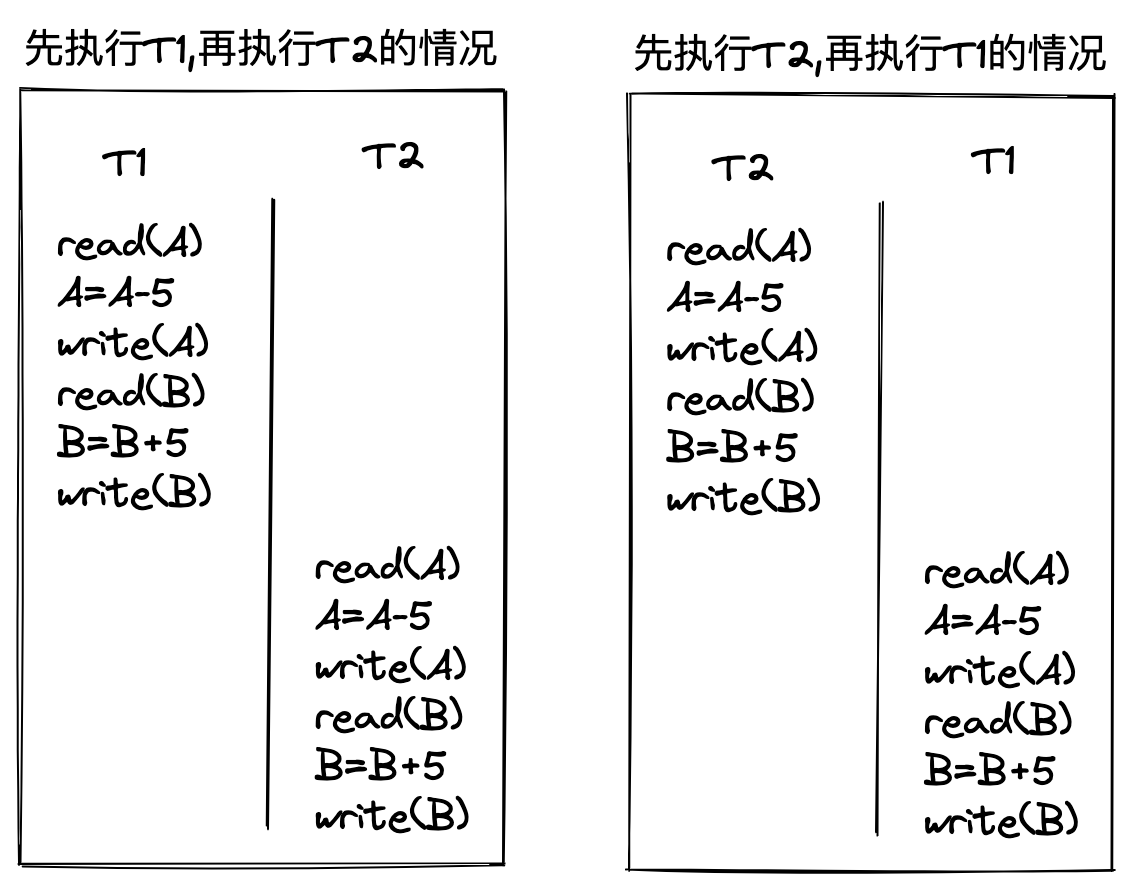 先执行T1,再执行T2的情况
T1
T2
read(A)
A=A-5
write(A)
read(B)
B=B+5
write(B)
read(A)
A=A-5
write(A)
read(B)
B=B+5
write(B)
先执行T2,再执行T1的情况
T2
T1
read(A)
A=A-5
write(A)
read(B)
B=B+5
write(B)
read(A)
A=A-5
write(A)
read(B)
B=B+5
write(B)